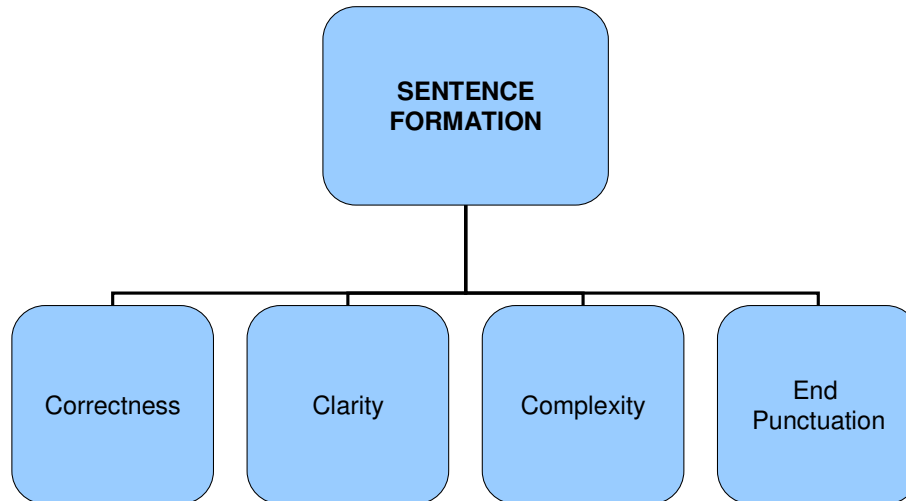 SENTENCE
FORMATION
Correctness
Clarity
Complexity
End
Punctuation